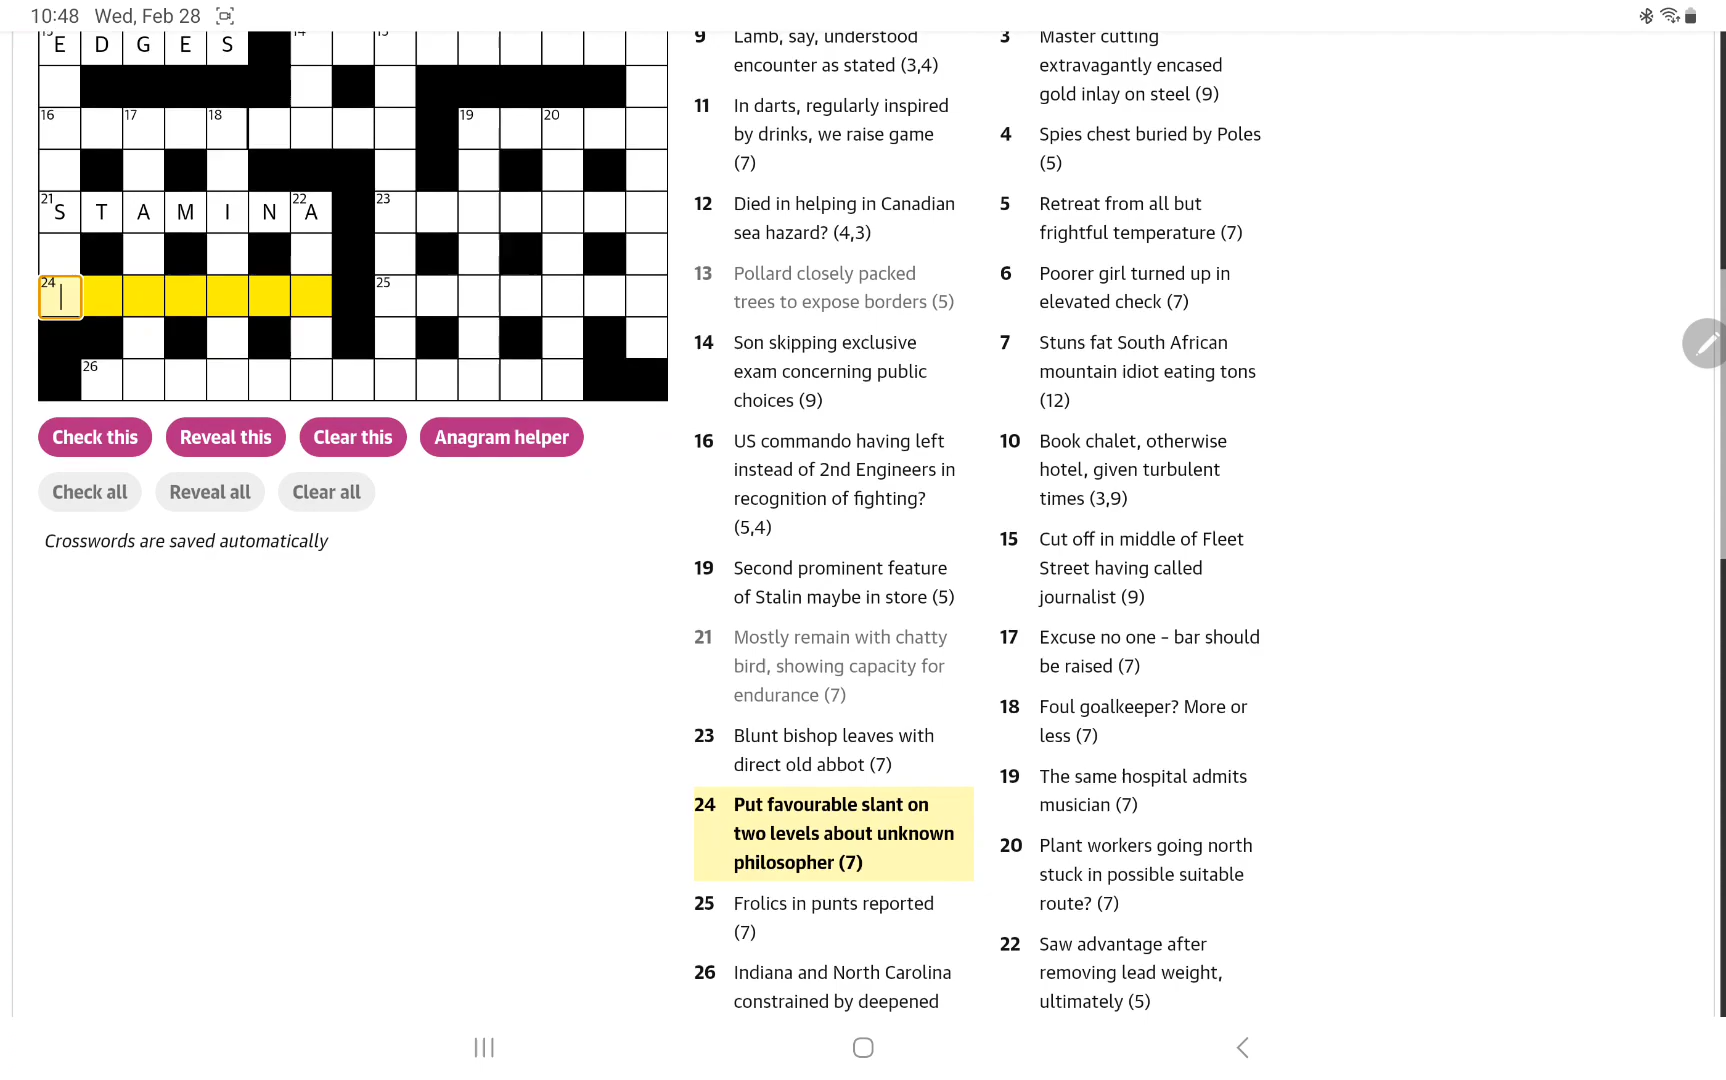 10:48 Wed, Feb 28
E D G E S
14
16 17 18 19 20
21 S T A M I N 22 A 23
24 25
26
Check this Reveal this Clear this Anagram helper
Check all Reveal all Clear all
Crosswords are saved automatically
9 Lamb, say, understood
encounter as stated (3,4)
11 In darts, regularly inspired
by drinks, we raise game
(7)
12 Died in helping in Canadian
sea hazard? (4,3)
13 Pollard closely packed
trees to expose borders (5)
14 Son skipping exclusive
exam concerning public
choices (9)
16 US commando having left
instead of 2nd Engineers in
recognition of fighting?
(5,4)
19 Second prominent feature
of Stalin maybe in store (5)
21 Mostly remain with chatty
bird, showing capacity for
endurance (7)
23 Blunt bishop leaves with
direct old abbot (7)
24 Put favourable slant on
two levels about unknown
philosopher (7)
25 Frolics in punts reported
(7)
26 Indiana and North Carolina
constrained by deepened
3 Master cutting
extravagantly encased
gold inlay on steel (9)
4 Spies chest buried by Poles
(5)
5 Retreat from all but
frightful temperature (7)
6 Poorer girl turned up in
elevated check (7)
7 Stuns fat South African
mountain idiot eating tons
(12)
10 Book chalet, otherwise
hotel, given turbulent
times (3,9)
15 Cut off in middle of Fleet
Street having called
journalist (9)
17 Excuse no one – bar should
be raised (7)
18 Foul goalkeeper? More or
less (7)
19 The same hospital admits
musician (7)
20 Plant workers going north
stuck in possible suitable
route? (7)
22 Saw advantage after
removing lead weight,
ultimately (5)